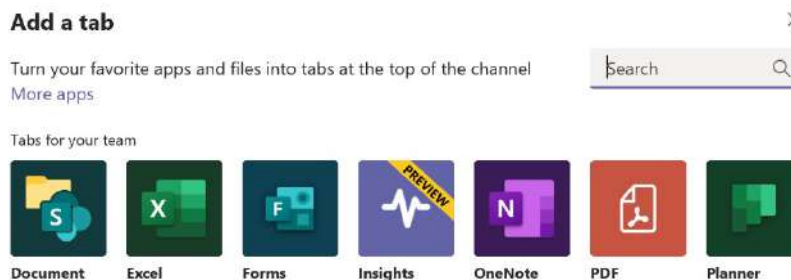 Add a tab
Turn your favorite apps and files into tabs at the top of the channel
Search
More apps
Tabs for your team
S X F PREVIEW N
Document Excel Forms Insights OneNote PDF Planner